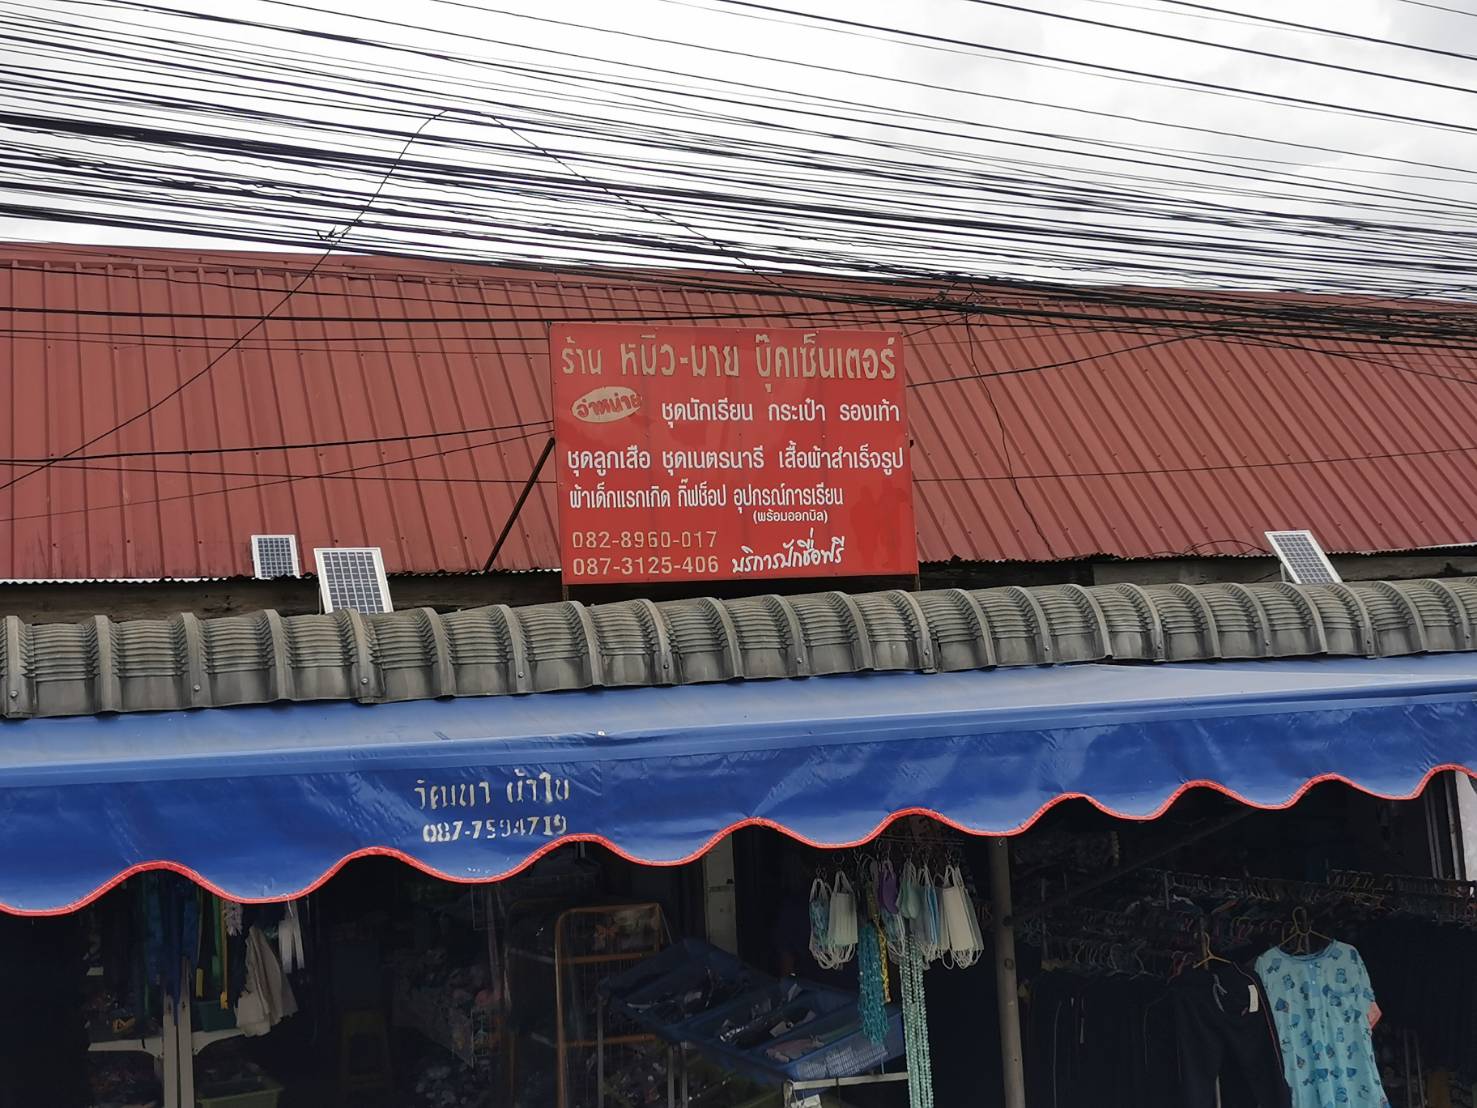 ร้าน หมิว-มาย บุ๊คเซ็นเตอร์
จำหน่าย ชุดนักเรียน กระเป๋า รองเท้า
ชุดลูกเสือ ชุดเนตรนารี เสื้อผ้าสำเร็จรูป
ผ้าเด็กแรกเกิด กิ๊ฟช็อป อุปกรณ์การเรียน
(พร้อมออกบิล)
082-8960-017
087-3125-406 บริการปักชื่อฟรี
วัฒนา ผ้าใบ
087-7594719